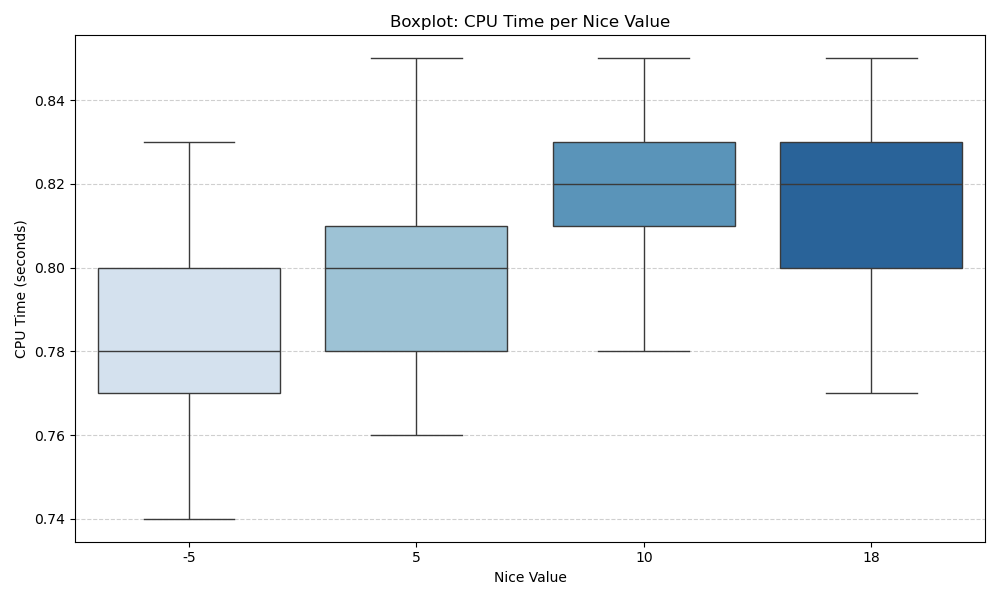 Boxplot: CPU Time per Nice Value
CPU Time (seconds)
0.84
0.82
0.80
0.78
0.76
0.74
-5 5 10 18
Nice Value